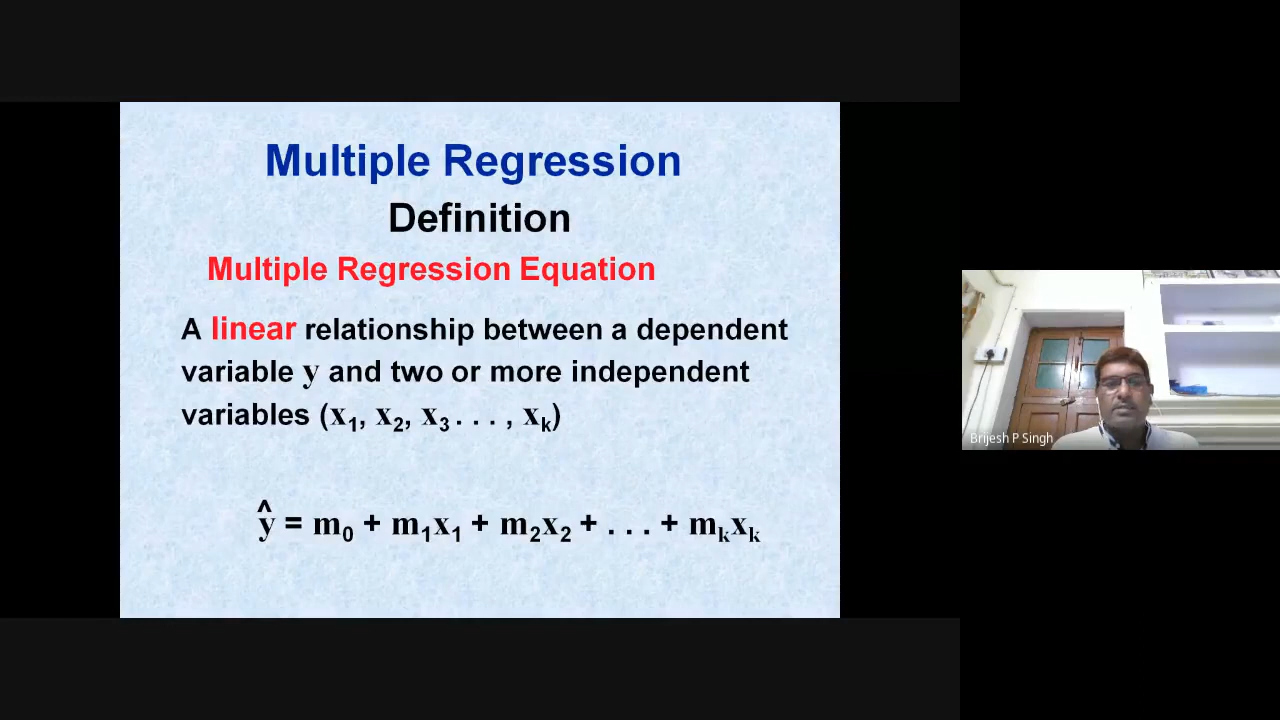 Multiple Regression
Definition
Multiple Regression Equation
A linear relationship between a dependent
variable y and two or more independent
variables (x₁, x₂, x₃ . . . , xₖ)
ŷ = m₀ + m₁x₁ + m₂x₂ + . . . + mₖxₖ
Brijesh P Singh